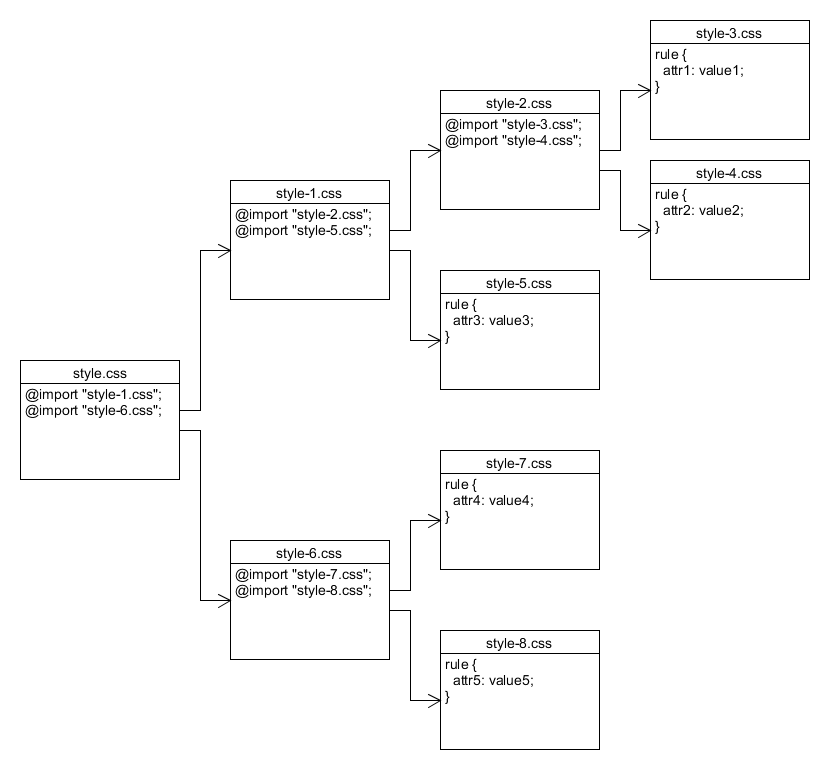 style.css
@import "style-1.css";
@import "style-6.css";
style-1.css
@import "style-2.css";
@import "style-5.css";
style-2.css
@import "style-3.css";
@import "style-4.css";
style-3.css
rule {
  attr1: value1;
}
style-4.css
rule {
  attr2: value2;
}
style-5.css
rule {
  attr3: value3;
}
style-6.css
@import "style-7.css";
@import "style-8.css";
style-7.css
rule {
  attr4: value4;
}
style-8.css
rule {
  attr5: value5;
}